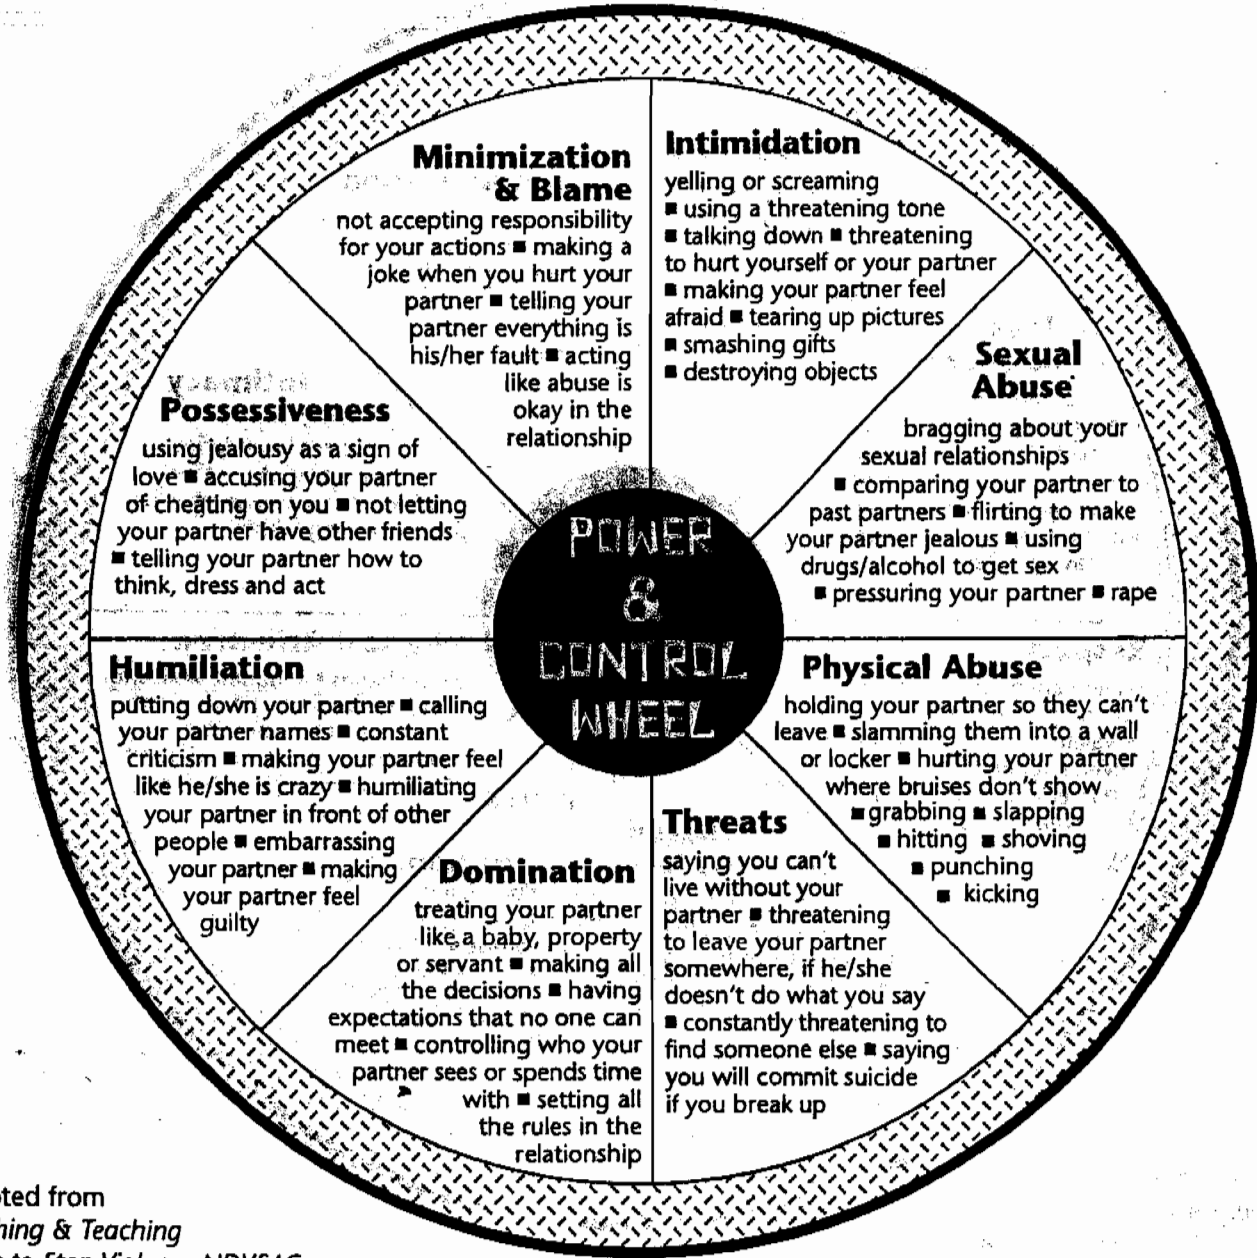 Minimization
& Blame
not accepting responsibility
for your actions ■ making a
joke when you hurt your
partner ■ telling your
partner everything is
his/her fault ■ acting
like abuse is
okay in the
relationship
Intimidation
yelling or screaming
■ using a threatening tone
■ talking down ■ threatening
to hurt yourself or your partner
■ making your partner feel
afraid ■ tearing up pictures
■ smashing gifts
■ destroying objects
Sexual
Abuse
bragging about your
sexual relationships
■ comparing your partner to
past partners ■ flirting to make
your partner jealous ■ using
drugs/alcohol to get sex
■ pressuring your partner ■ rape
Physical Abuse
holding your partner so they can't
leave ■ slamming them into a wall
or locker ■ hurting your partner
where bruises don't show
■ grabbing ■ slapping
■ hitting ■ shoving
■ punching
■ kicking
Threats
saying you can't
live without your
partner ■ threatening
to leave your partner
somewhere, if he/she
doesn't do what you say
■ constantly threatening to
find someone else ■ saying
you will commit suicide
if you break up
Domination
treating your partner
like a baby, property
or servant ■ making all
the decisions ■ having
expectations that no one can
meet ■ controlling who your
partner sees or spends time
with ■ setting all
the rules in the
relationship
Humiliation
putting down your partner ■ calling
your partner names ■ constant
criticism ■ making your partner feel
like he/she is crazy ■ humiliating
your partner in front of other
people ■ embarrassing
your partner ■ making
your partner feel
guilty
Possessiveness
using jealousy as a sign of
love ■ accusing your partner
of cheating on you ■ not letting
your partner have other friends
■ telling your partner how to
think, dress and act
POWER
&
CONTROL
WHEEL
ted from
hing & Teaching